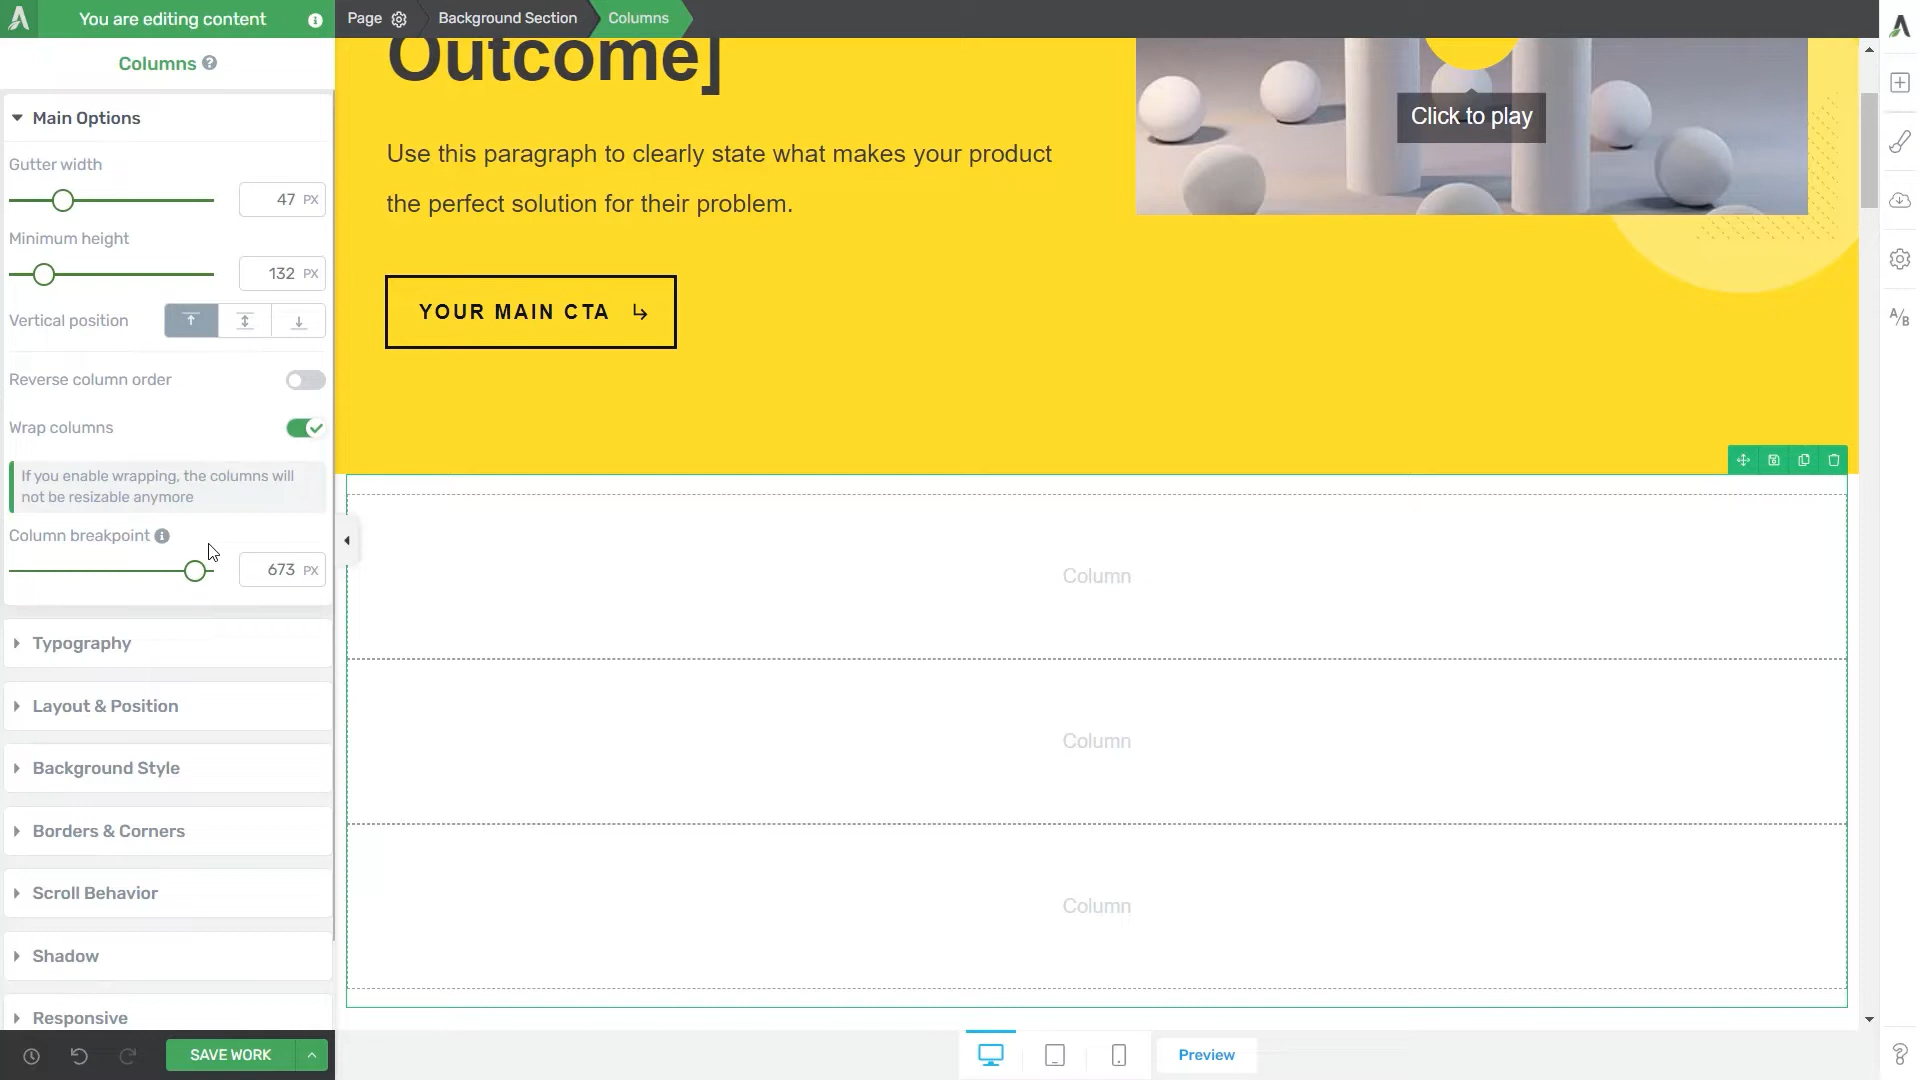 You are editing content
Page
Background Section
Columns
Columns
Main Options
Gutter width
47 PX
Minimum height
132 PX
Vertical position
Reverse column order
Wrap columns
If you enable wrapping, the columns will
not be resizable anymore
Column breakpoint
673 PX
Typography
Layout & Position
Background Style
Borders & Corners
Scroll Behavior
Shadow
Responsive
SAVE WORK
Outcome]
Use this paragraph to clearly state what makes your product
the perfect solution for their problem.
YOUR MAIN CTA
Click to play
Column
Column
Column
Preview
A/B